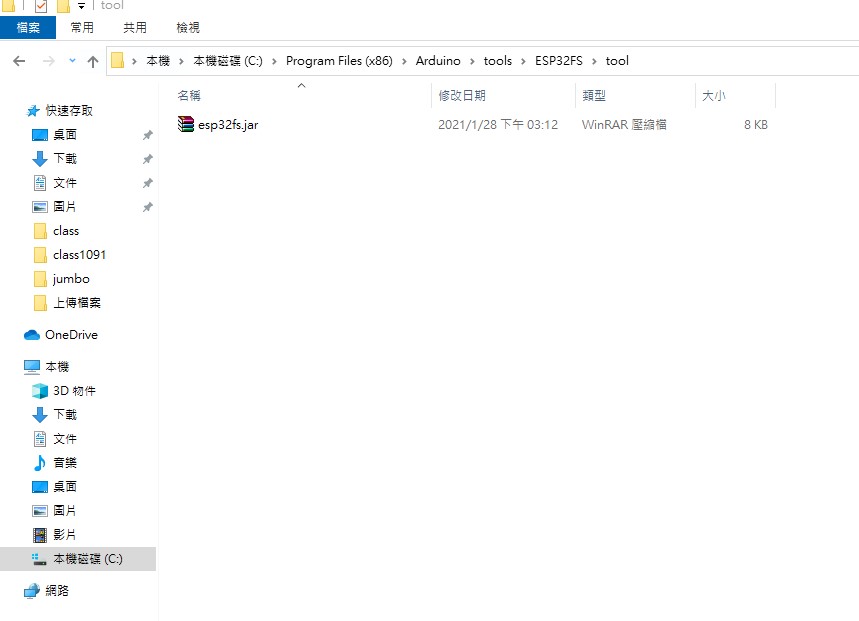 tool
檔案 常用 共用 檢視
本機 本機磁碟 (C:) Program Files (x86) Arduino tools ESP32FS tool
名稱 修改日期 類型 大小
esp32fs.jar 2021/1/28 下午 03:12 WinRAR 壓縮檔 8 KB
快速存取
桌面
下載
文件
圖片
class
class1091
jumbo
上傳檔案
OneDrive
本機
3D 物件
下載
文件
音樂
桌面
圖片
影片
本機磁碟 (C:)
網路